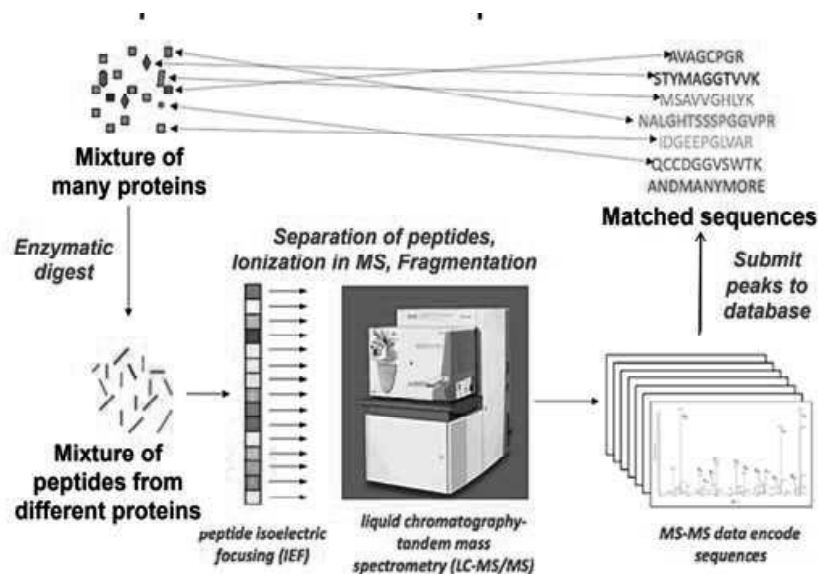 AVAGCPGR
STYMAGGTVVK
MSAVVGHLYK
NALGHTSSSPGGVPR
IDGEEPGLVAR
QCCDGGVSWTK
ANDMANYMORE
Mixture of
many proteins
Matched sequences
Enzymatic
digest
Separation of peptides,
Ionization in MS, Fragmentation
Submit
peaks to
database
Mixture of
peptides from
different proteins
peptide isoelectric
focusing (IEF)
liquid chromatography-
tandem mass
spectrometry (LC-MS/MS)
MS-MS data encode
sequences